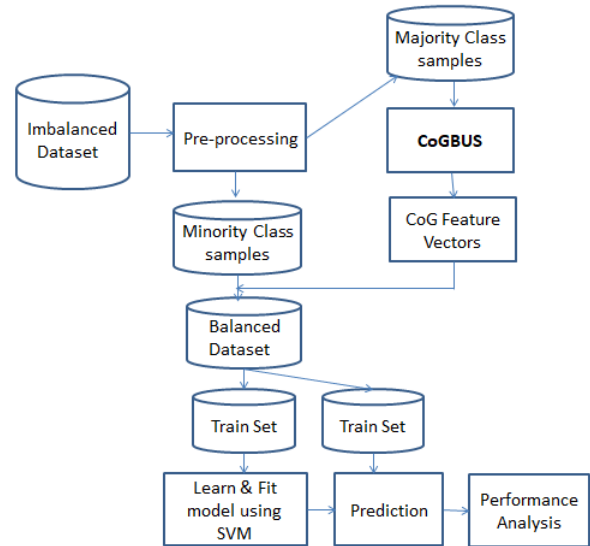 Majority Class
samples
Imbalanced
Dataset
Pre-processing
CoGBUS
Minority Class
samples
CoG Feature
Vectors
Balanced
Dataset
Train Set
Train Set
Learn & Fit
model using
SVM
Prediction
Performance
Analysis